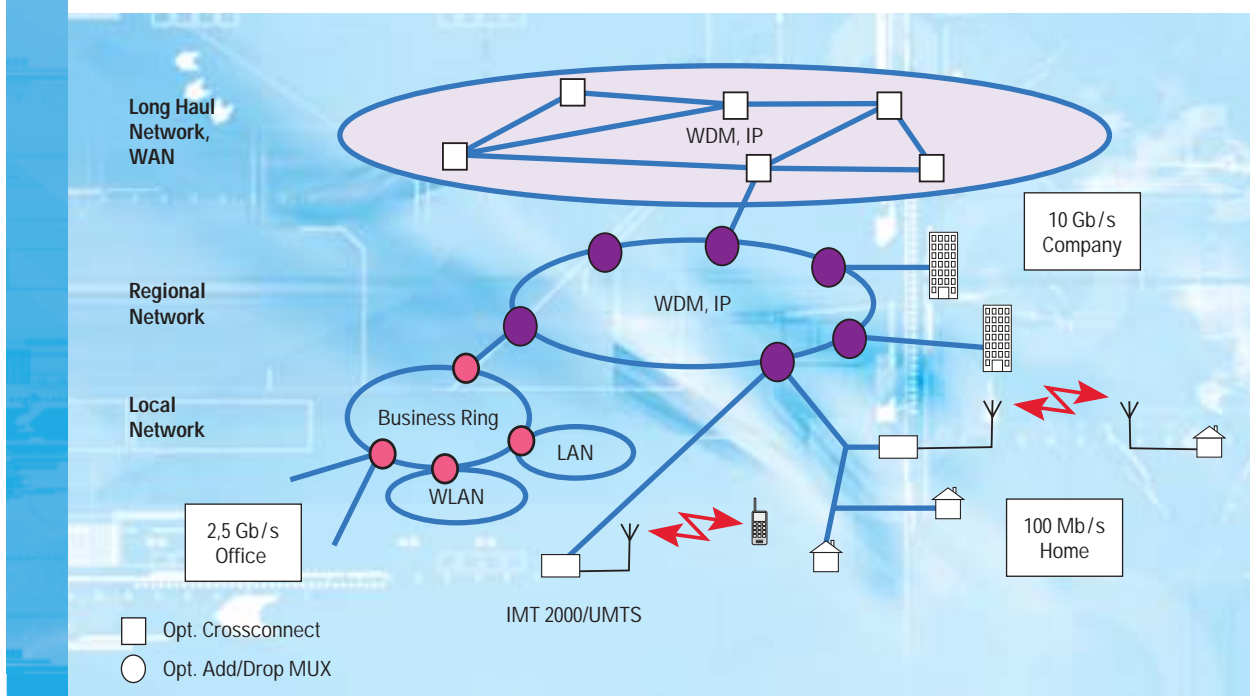 Long Haul
Network,
WAN
WDM, IP
10 Gb/s
Company
Regional
Network
WDM, IP
Local
Network
Business Ring
LAN
WLAN
2,5 Gb/s
Office
100 Mb/s
Home
IMT 2000/UMTS
Opt. Crossconnect
Opt. Add/Drop MUX